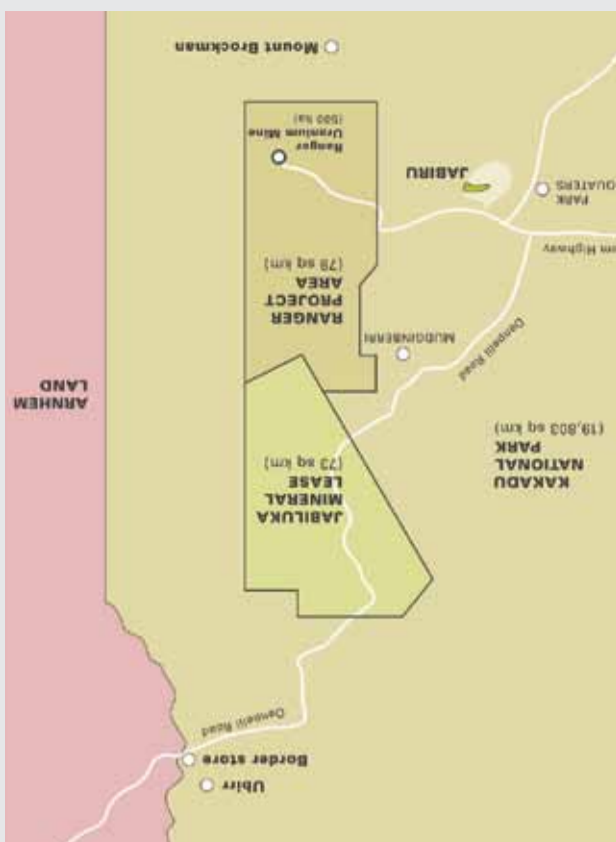 Ubirr
Border store
Oenpelli Road
JABILUKA
MINERAL
LEASE
(73 sq km)
ARNHEM
LAND
KAKADU
NATIONAL
PARK
(19,803 sq km)
Oenpelli Road
MUDGINBERRI
RANGER
PROJECT
AREA
(78 sq km)
Highway
PARK
QUATERS
JABIRU
Ranger
Uranium Mine
(500 ha)
Mount Brockman